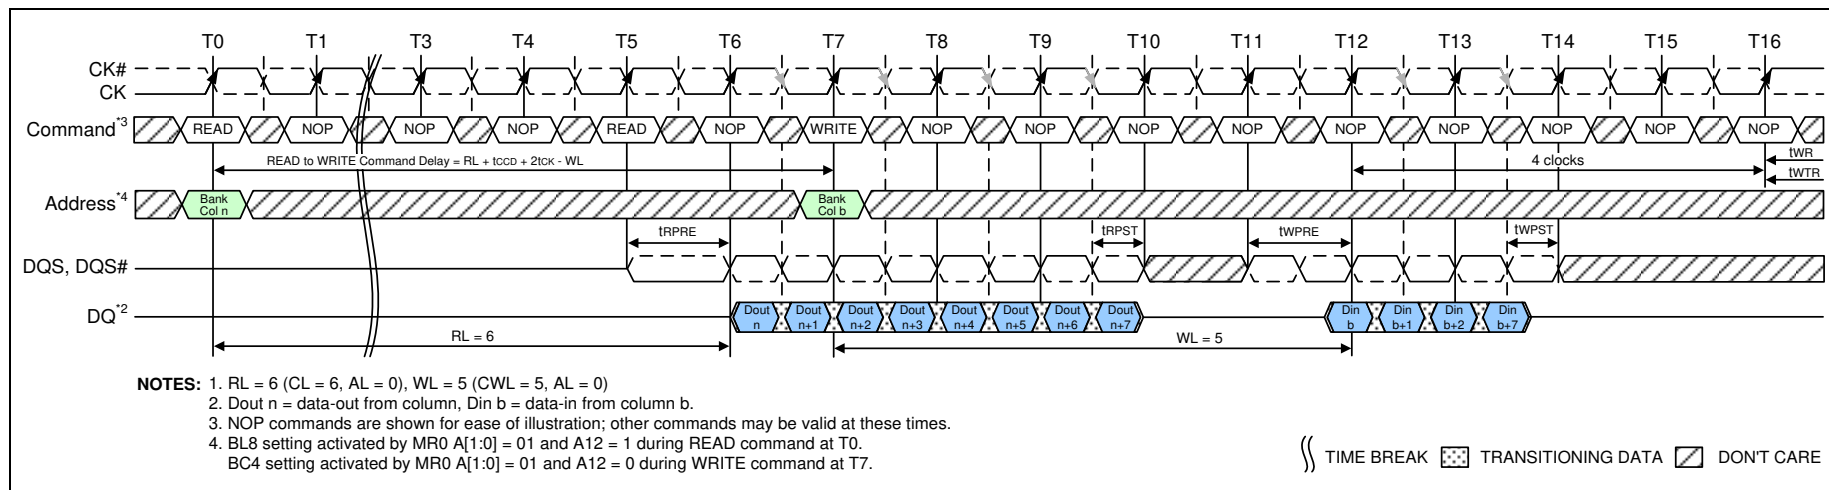 T0 T1 T3 T4 T5 T6 T7 T8 T9 T10 T11 T12 T13 T14 T15 T16
CK#
CK
Command*3 READ NOP NOP NOP READ NOP WRITE NOP NOP NOP NOP NOP NOP NOP NOP NOP
READ to WRITE Command Delay = RL + tCCD + 2tCK - WL 4 clocks tWR
tWTR
Address*4 Bank Col n Bank Col b
tRPRE tRPST tWPRE tWPST
DQS, DQS#
DQ*2 Dout n Dout n+1 Dout n+2 Dout n+3 Dout n+4 Dout n+5 Dout n+6 Dout n+7 Din b Din b+1 Din b+2 Din b+7
RL = 6 WL = 5
NOTES: 1. RL = 6 (CL = 6, AL = 0), WL = 5 (CWL = 5, AL = 0)
2. Dout n = data-out from column, Din b = data-in from column b.
3. NOP commands are shown for ease of illustration; other commands may be valid at these times.
4. BL8 setting activated by MR0 A[1:0] = 01 and A12 = 1 during READ command at T0.
BC4 setting activated by MR0 A[1:0] = 01 and A12 = 0 during WRITE command at T7.
TIME BREAK TRANSITIONING DATA DON'T CARE